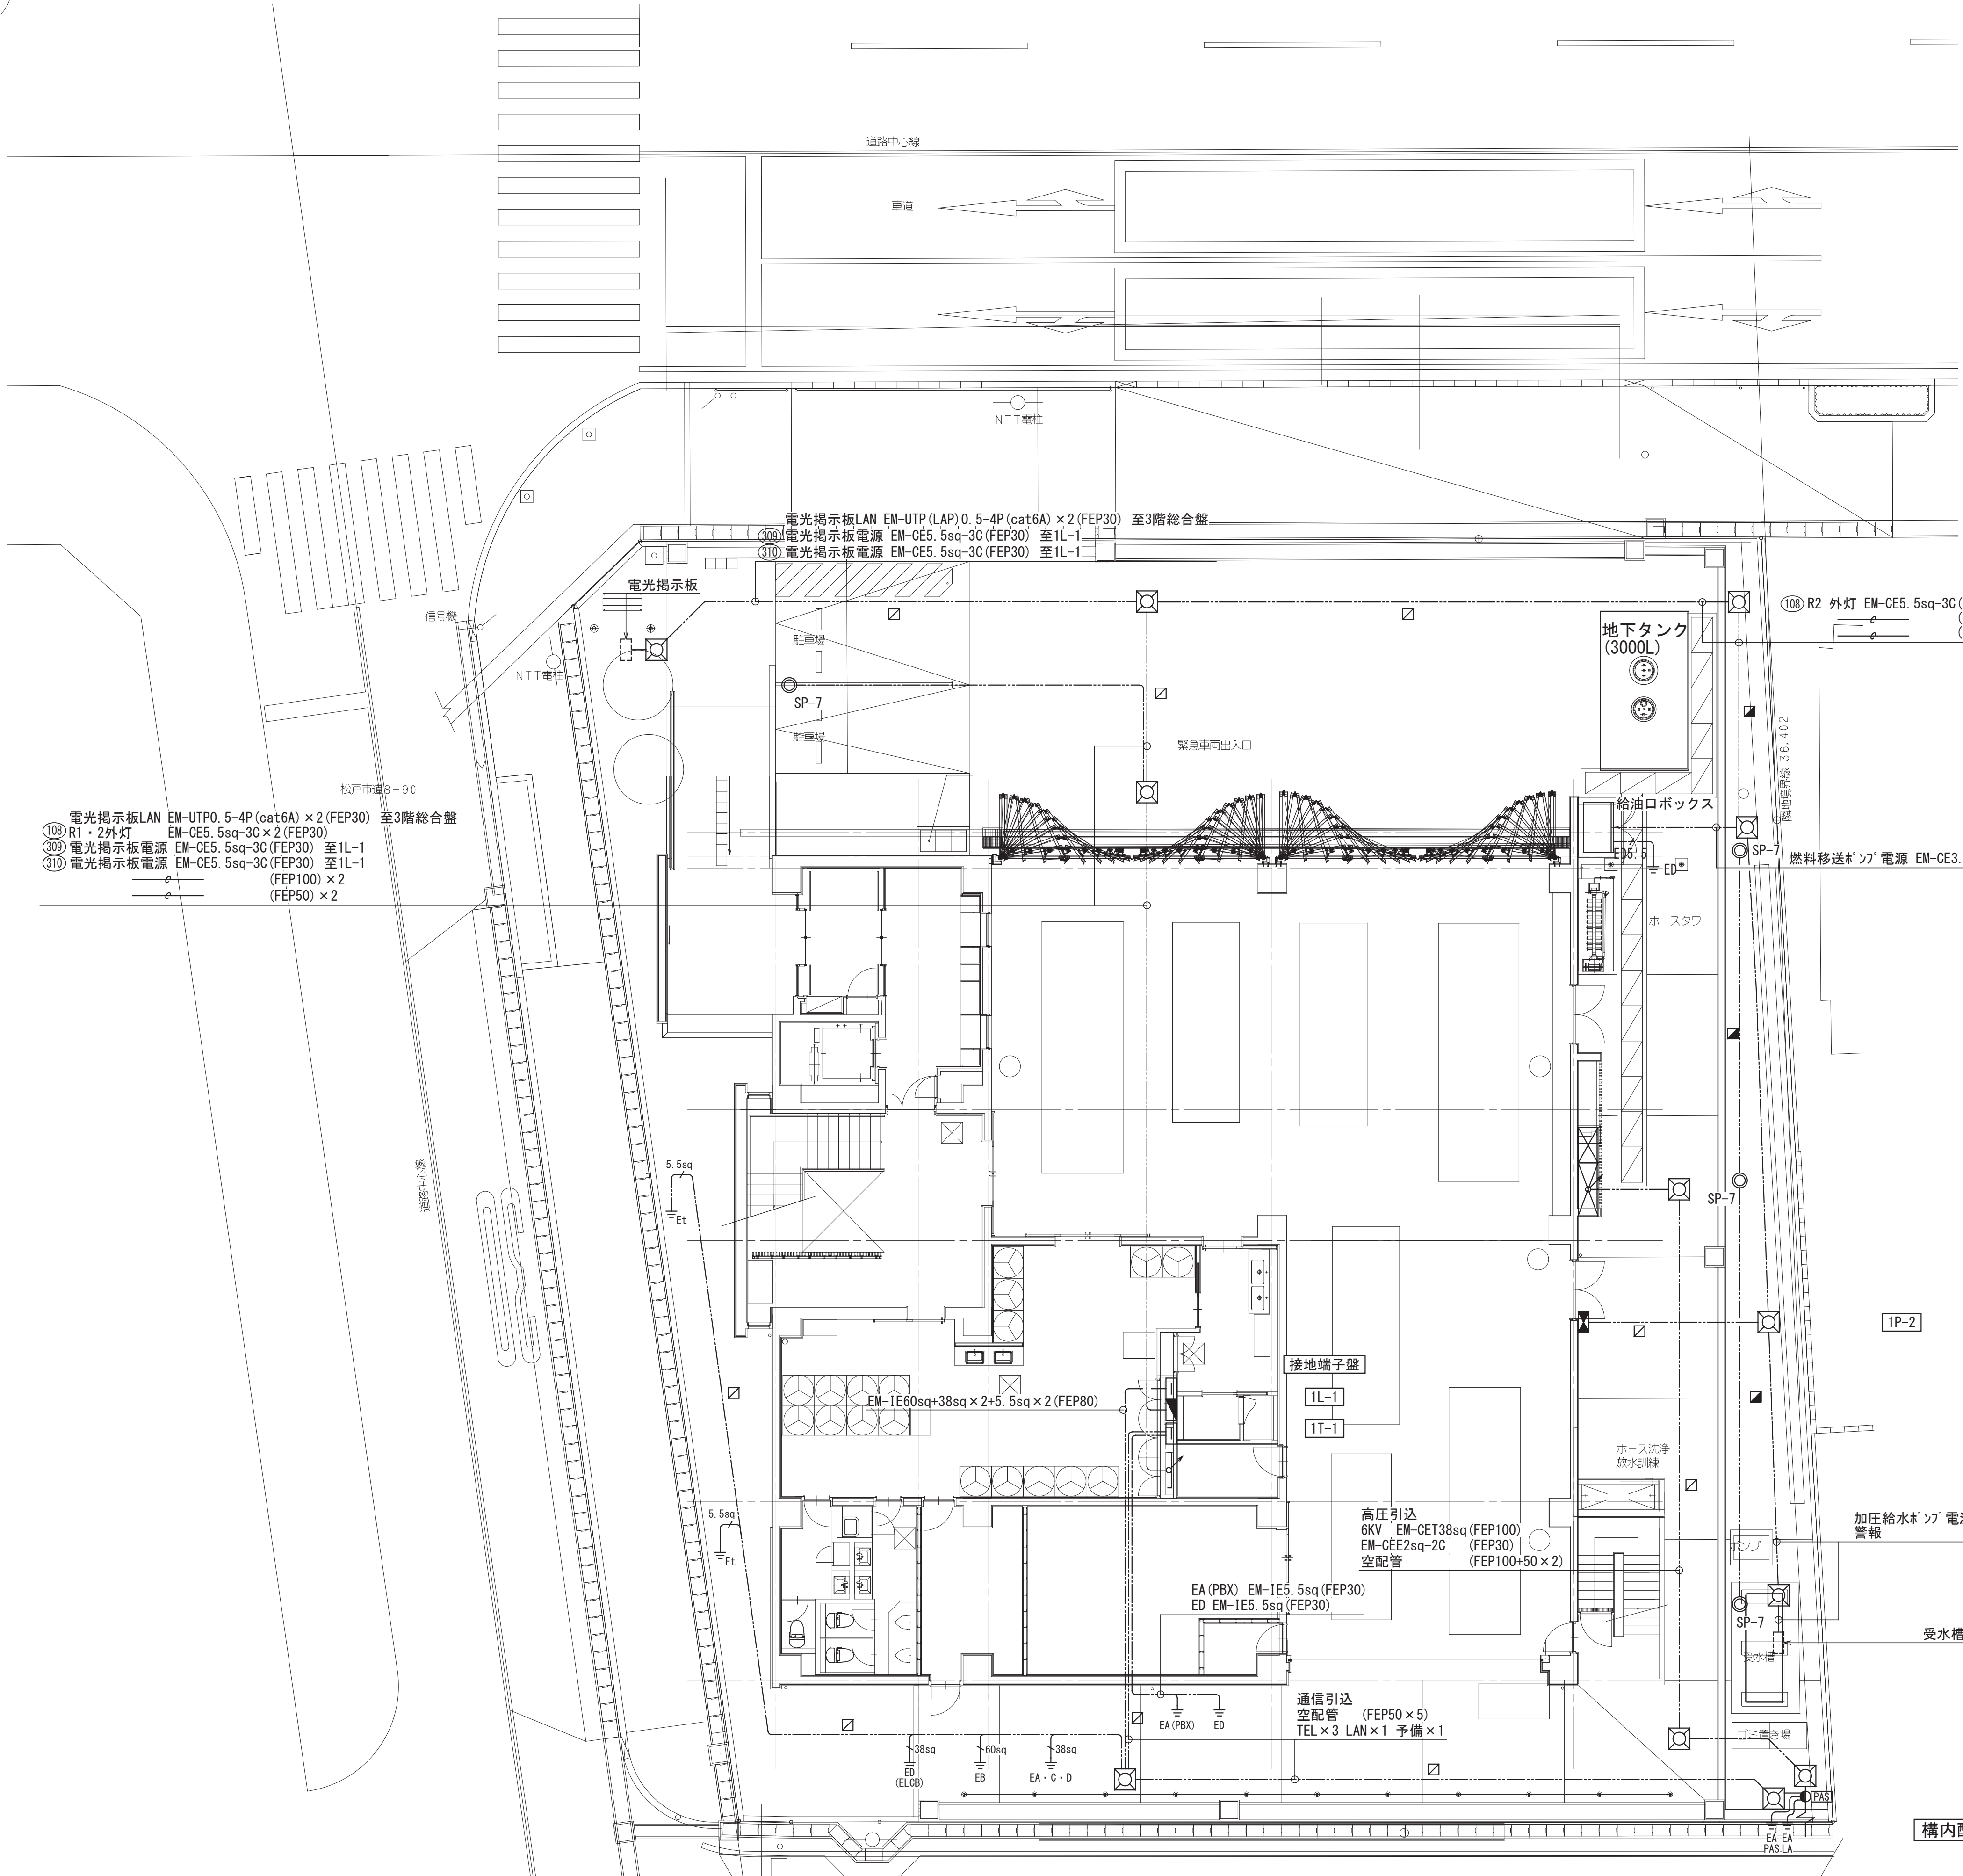 道路中心線
車道
NTT電柱
電光掲示板LAN EM-UTP(LAP)0.5-4P(cat6A)×2(FEP30) 至3階総合盤
309 電光掲示板電源 EM-CE5.5sq-3C(FEP30) 至1L-1
310 電光掲示板電源 EM-CE5.5sq-3C(FEP30) 至1L-1
電光掲示板
信号機
NTT電柱
駐車場
SP-7
駐車場
緊急車両出入口
地下タンク
(3000L)
108 R2 外灯 EM-CE5.5sq-3C(
(
(
隣地境界線 36.402
松戸市道8-90
電光掲示板LAN EM-UTP0.5-4P(cat6A)×2(FEP30) 至3階総合盤
108 R1・2外灯 EM-CE5.5sq-3C×2(FEP30)
309 電光掲示板電源 EM-CE5.5sq-3C(FEP30) 至1L-1
310 電光掲示板電源 EM-CE5.5sq-3C(FEP30) 至1L-1
(FEP100)×2
(FEP50)×2
給油口ボックス
ED5.5
ED
SP-7
燃料移送ポンプ電源 EM-CE3.
ホースタワー
道路中心線
5.5sq
Et
SP-7
1P-2
接地端子盤
1L-1
1T-1
EM-IE60sq+38sq×2+5.5sq×2(FEP80)
ホース洗浄
放水訓練
5.5sq
Et
高圧引込
6KV EM-CET38sq(FEP100)
EM-CEE2sq-2C (FEP30)
空配管 (FEP100+50×2)
加圧給水ポンプ電源
警報
ポンプ
EA(PBX) EM-IE5.5sq(FEP30)
ED EM-IE5.5sq(FEP30)
SP-7
受水槽
受水槽
EA(PBX)
ED
通信引込
空配管 (FEP50×5)
TEL×3 LAN×1 予備×1
ゴミ置き場
38sq
ED
(ELCB)
60sq
EB
38sq
EA・C・D
PAS
EA EA
PAS LA
構内配